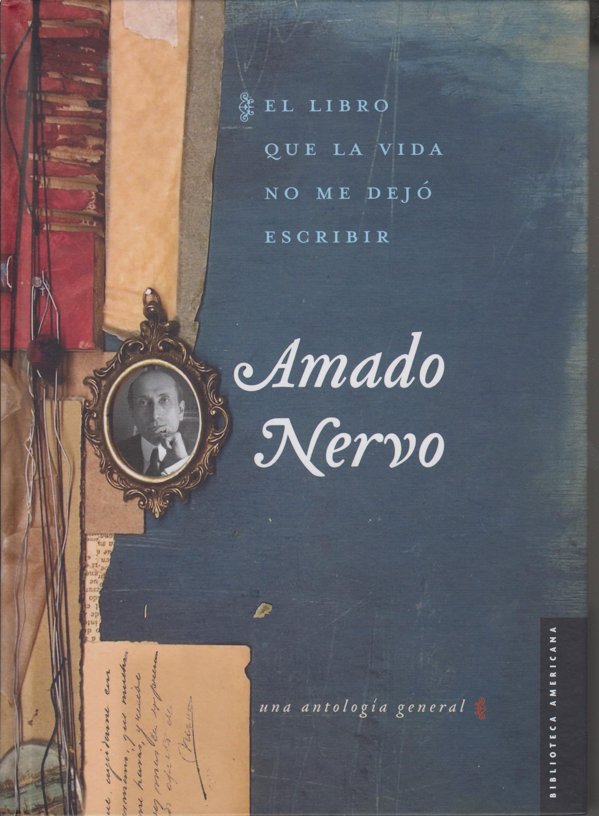 EL LIBRO
QUE LA VIDA
NO ME DEJÓ
ESCRIBIR
Amado
Nervo
una antología general
BIBLIOTECA AMERICANA